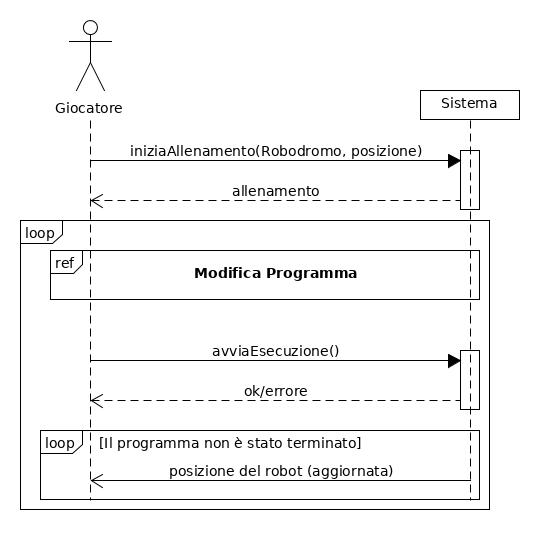 Giocatore
Sistema
iniziaAllenamento(Robodromo, posizione)
allenamento
loop
ref
Modifica Programma
avviaEsecuzione()
ok/errore
loop [Il programma non è stato terminato]
posizione del robot (aggiornata)